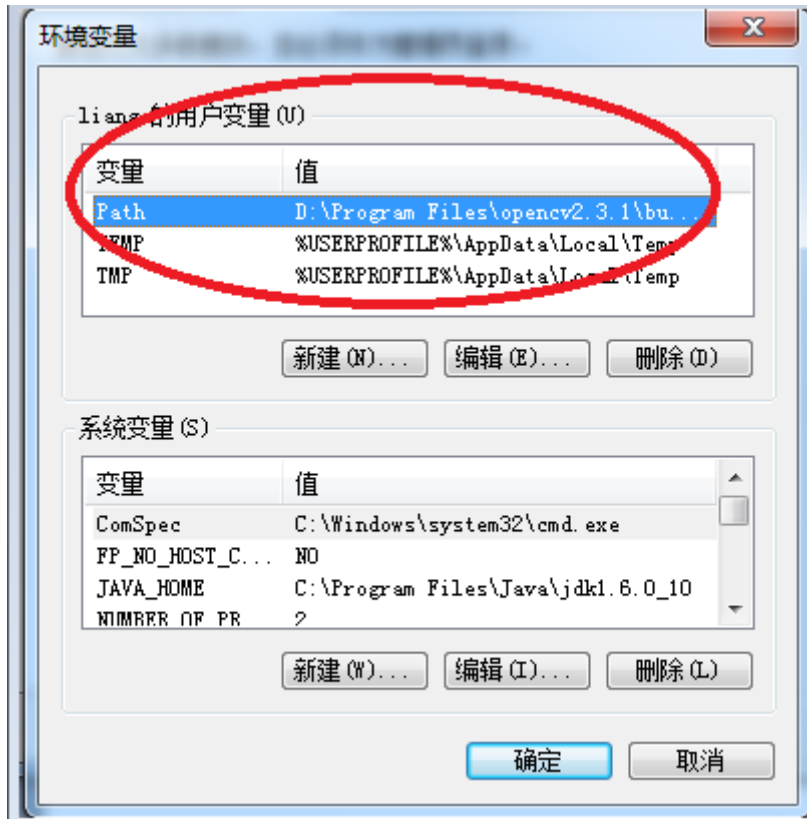 环境变量
liang 的用户变量(U)
变量 值
Path D:\Program Files\opencv2.3.1\bu...
TEMP %USERPROFILE%\AppData\Local\Temp
TMP %USERPROFILE%\AppData\Local\Temp
新建(N)... 编辑(E)... 删除(D)
系统变量(S)
变量 值
ComSpec C:\Windows\system32\cmd.exe
FP_NO_HOST_C... NO
JAVA_HOME C:\Program Files\Java\jdk1.6.0_10
NUMBER_OF_PR 2
新建(W)... 编辑(I)... 删除(L)
确定 取消